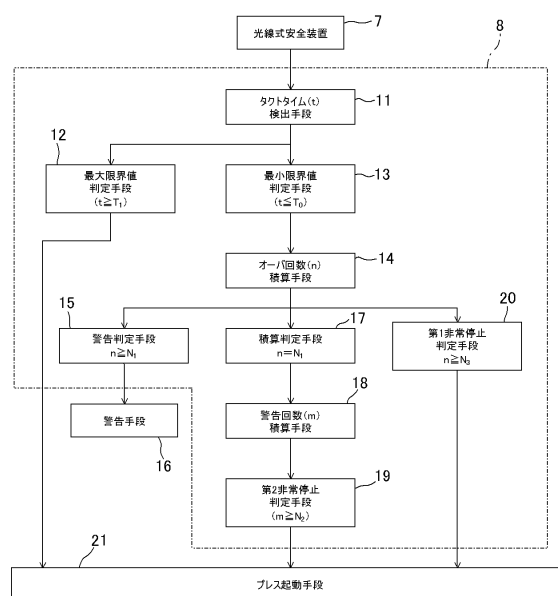 光線式安全装置
7
8
タクトタイム(t)
検出手段
11
12
最大限界値
判定手段
(t≧T₁)
最小限界値
判定手段
(t≦T₀)
13
オーバ回数(n)
積算手段
14
15
警告判定手段
n≧N₁
17
積算判定手段
n=N₁
20
第1非常停止
判定手段
n≧N₃
警告手段
16
警告回数(m)
積算手段
18
第2非常停止
判定手段
(m≧N₂)
19
21
プレス起動手段